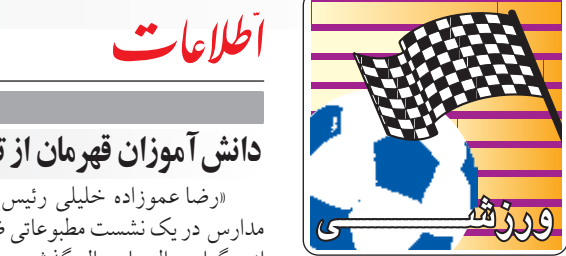 اطلاعات
ورزشی
دانش‌آموزان قهرمان از
«رضا عموزاده خلیلی رئیس
مدارس در یک نشست مطبوعاتی